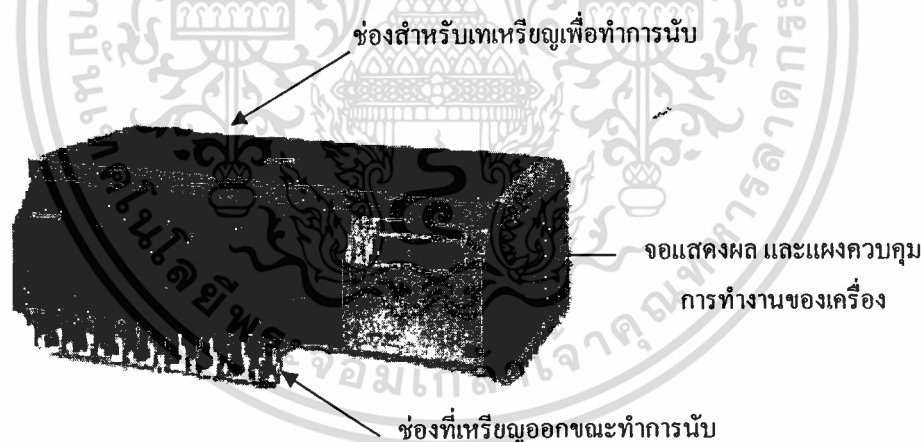 ช่องสำหรับเทเหรียญเพื่อทำการนับ
จอแสดงผล และแผงควบคุม
การทำงานของเครื่อง
ช่องที่เหรียญออกขณะทำการนับ